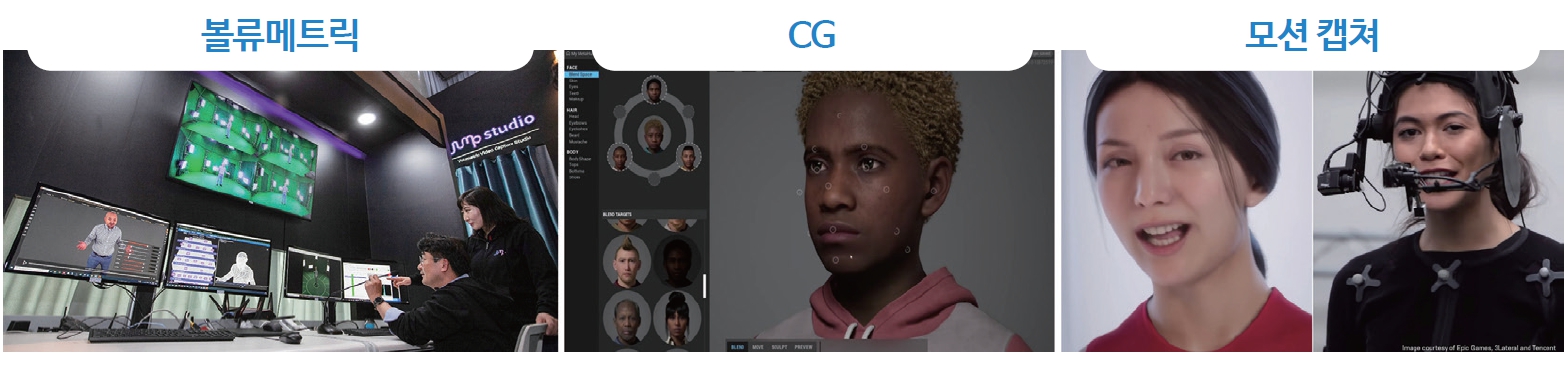 볼류메트릭
CG
모션 캡쳐
Jump studio
Volumetric Video Capture Studio
FACE
Blend Space
Eyes
Teeth
Makeup
HAIR
Head
Eyebrows
Eyelashes
Beard
Mustache
BODY
Body Shape
Tops
Bottoms
Shoes
BLEND TARGETS
BLEND MOVE SCULPT PREVIEW
Image courtesy of Epic Games, 3Lateral and Tencent